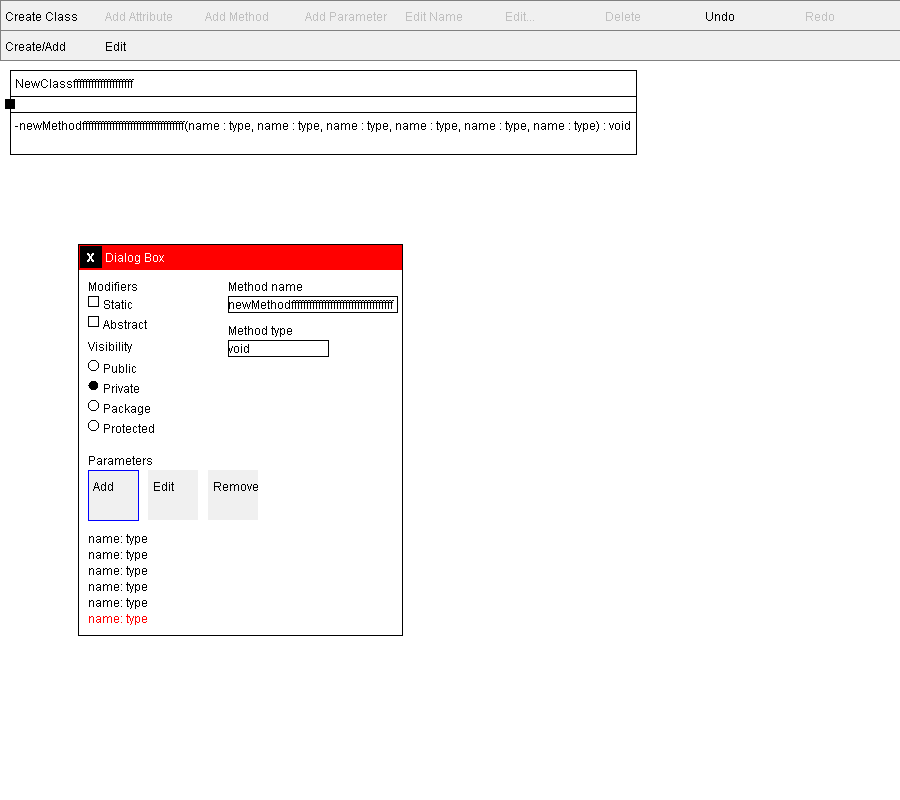 Create Class Add Attribute Add Method Add Parameter Edit Name Edit... Delete Undo Redo
Create/Add Edit
NewClassffffffffffffffffffff
-newMethodffffffffffffffffffffffffffffffffff(name : type, name : type, name : type, name : type, name : type, name : type) : void
X Dialog Box
Modifiers
Static
Abstract
Visibility
Public
Private
Package
Protected
Method name
newMethodffffffffffffffffffffffffffffffffff
Method type
void
Parameters
Add Edit Remove
name: type
name: type
name: type
name: type
name: type
name: type